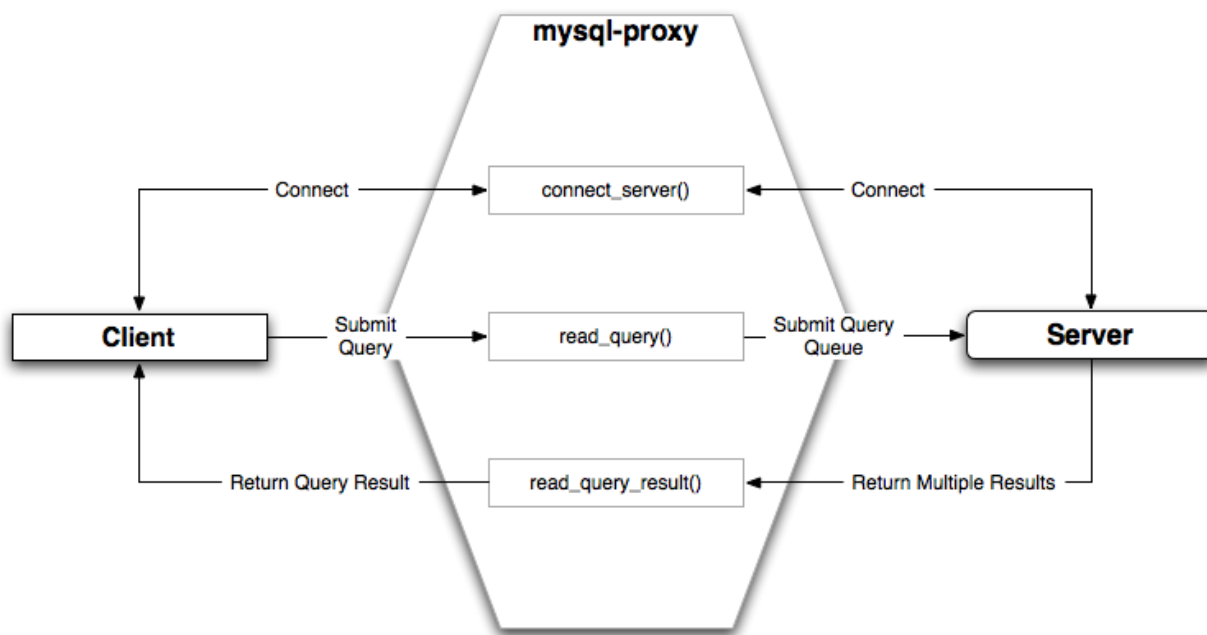 mysql-proxy
Connect
connect_server()
Connect
Client
Submit
Query
read_query()
Submit Query
Queue
Server
Return Query Result
read_query_result()
Return Multiple Results